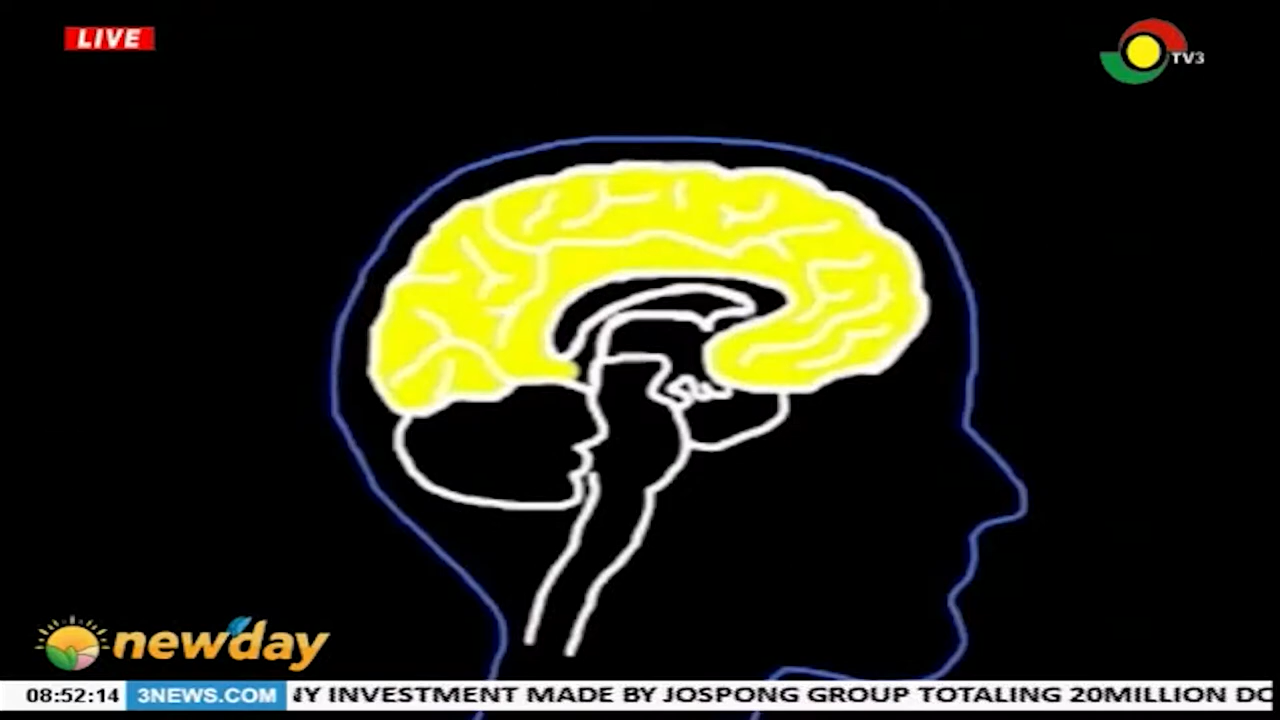 LIVE
TV3
newday
08:52:14 3NEWS.COM INVESTMENT MADE BY JOSPONG GROUP TOTALING 20MILLION